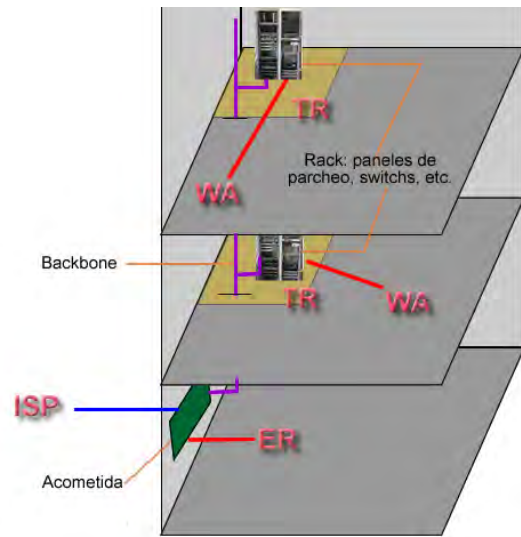 TR
Rack: paneles de
parcheo, switchs, etc.
WA
Backbone
TR
WA
ISP
ER
Acometida